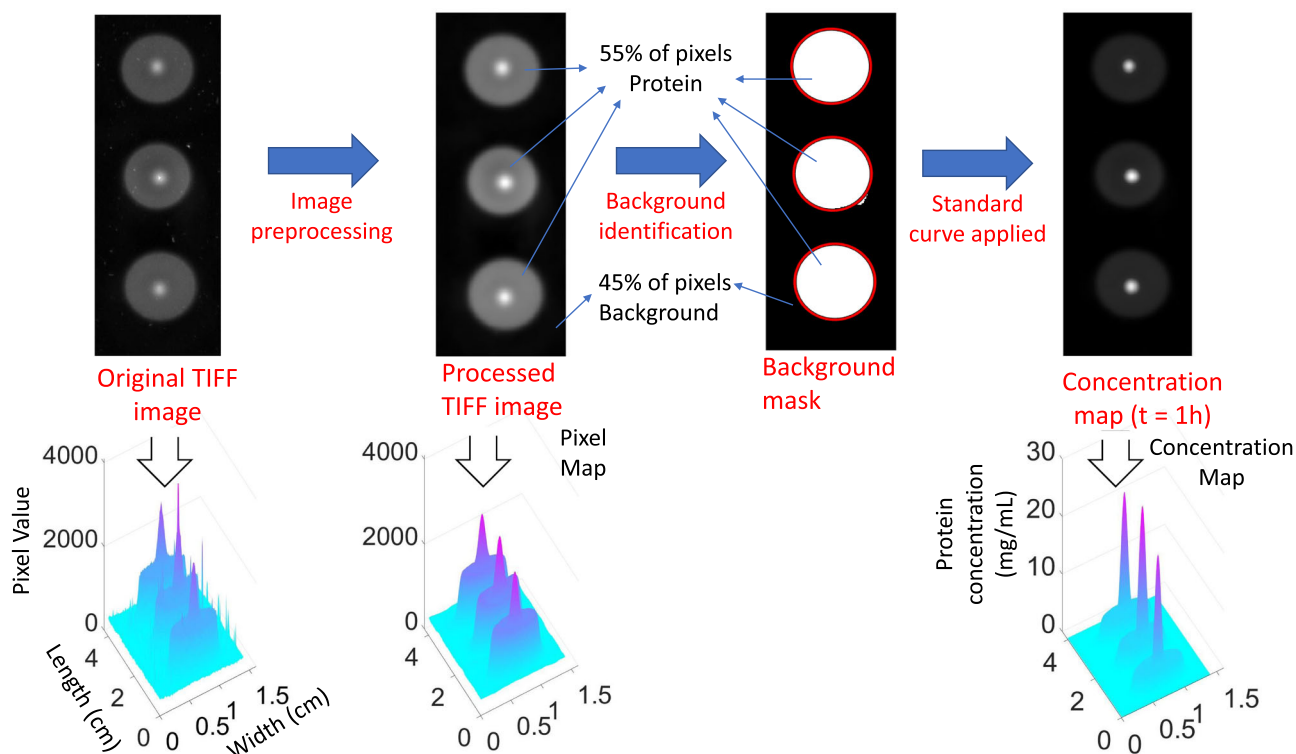 55% of pixels
Protein
Image
preprocessing
Background
identification
Standard
curve applied
45% of pixels
Background
Original TIFF
image
Processed
TIFF image
Background
mask
Concentration
map (t = 1h)
Pixel
Map
Concentration
Map
4000
2000
0
Pixel Value
4
2
0
Length (cm)
0
0.5
1
1.5
Width (cm)
4000
2000
0
4
2
0
0
0.5
1
1.5
30
20
10
0
Protein
concentration
(mg/mL)
4
2
0
0
0.5
1
1.5